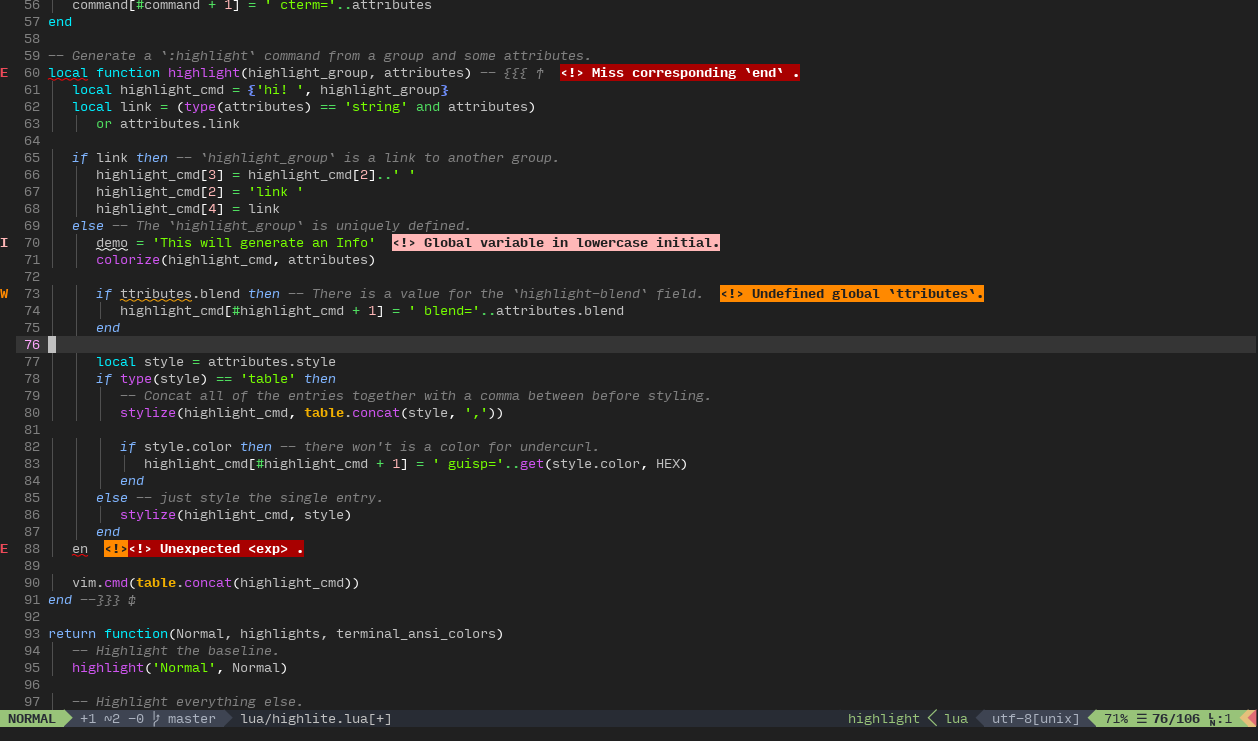 56 command[#command + 1] = ' cterm='..attributes
57 end
58
59 -- Generate a `:highlight` command from a group and some attributes.
E 60 local function highlight(highlight_group, attributes) -- {{{ † <!> Miss corresponding `end` .
61 local highlight_cmd = {'hi! ', highlight_group}
62 local link = (type(attributes) == 'string' and attributes)
63 or attributes.link
64
65 if link then -- `highlight_group` is a link to another group.
66 highlight_cmd[3] = highlight_cmd[2]..' '
67 highlight_cmd[2] = 'link '
68 highlight_cmd[4] = link
69 else -- The `highlight_group` is uniquely defined.
I 70 demo = 'This will generate an Info' <!> Global variable in lowercase initial.
71 colorize(highlight_cmd, attributes)
72
W 73 if ttributes.blend then -- There is a value for the `highlight-blend` field. <!> Undefined global `ttributes`.
74 highlight_cmd[#highlight_cmd + 1] = ' blend='..attributes.blend
75 end
76
77 local style = attributes.style
78 if type(style) == 'table' then
79 -- Concat all of the entries together with a comma between before styling.
80 stylize(highlight_cmd, table.concat(style, ','))
81
82 if style.color then -- there won't is a color for undercurl.
83 highlight_cmd[#highlight_cmd + 1] = ' guisp='..get(style.color, HEX)
84 end
85 else -- just style the single entry.
86 stylize(highlight_cmd, style)
87 end
E 88 en <!><!> Unexpected <exp> .
89
90 vim.cmd(table.concat(highlight_cmd))
91 end --}}} ‡
92
93 return function(Normal, highlights, terminal_ansi_colors)
94 -- Highlight the baseline.
95 highlight('Normal', Normal)
96
97 -- Highlight everything else.
NORMAL +1 ~2 -0 master lua/highlite.lua[+] highlight lua utf-8[unix] 71% ☰ 76/106 :1